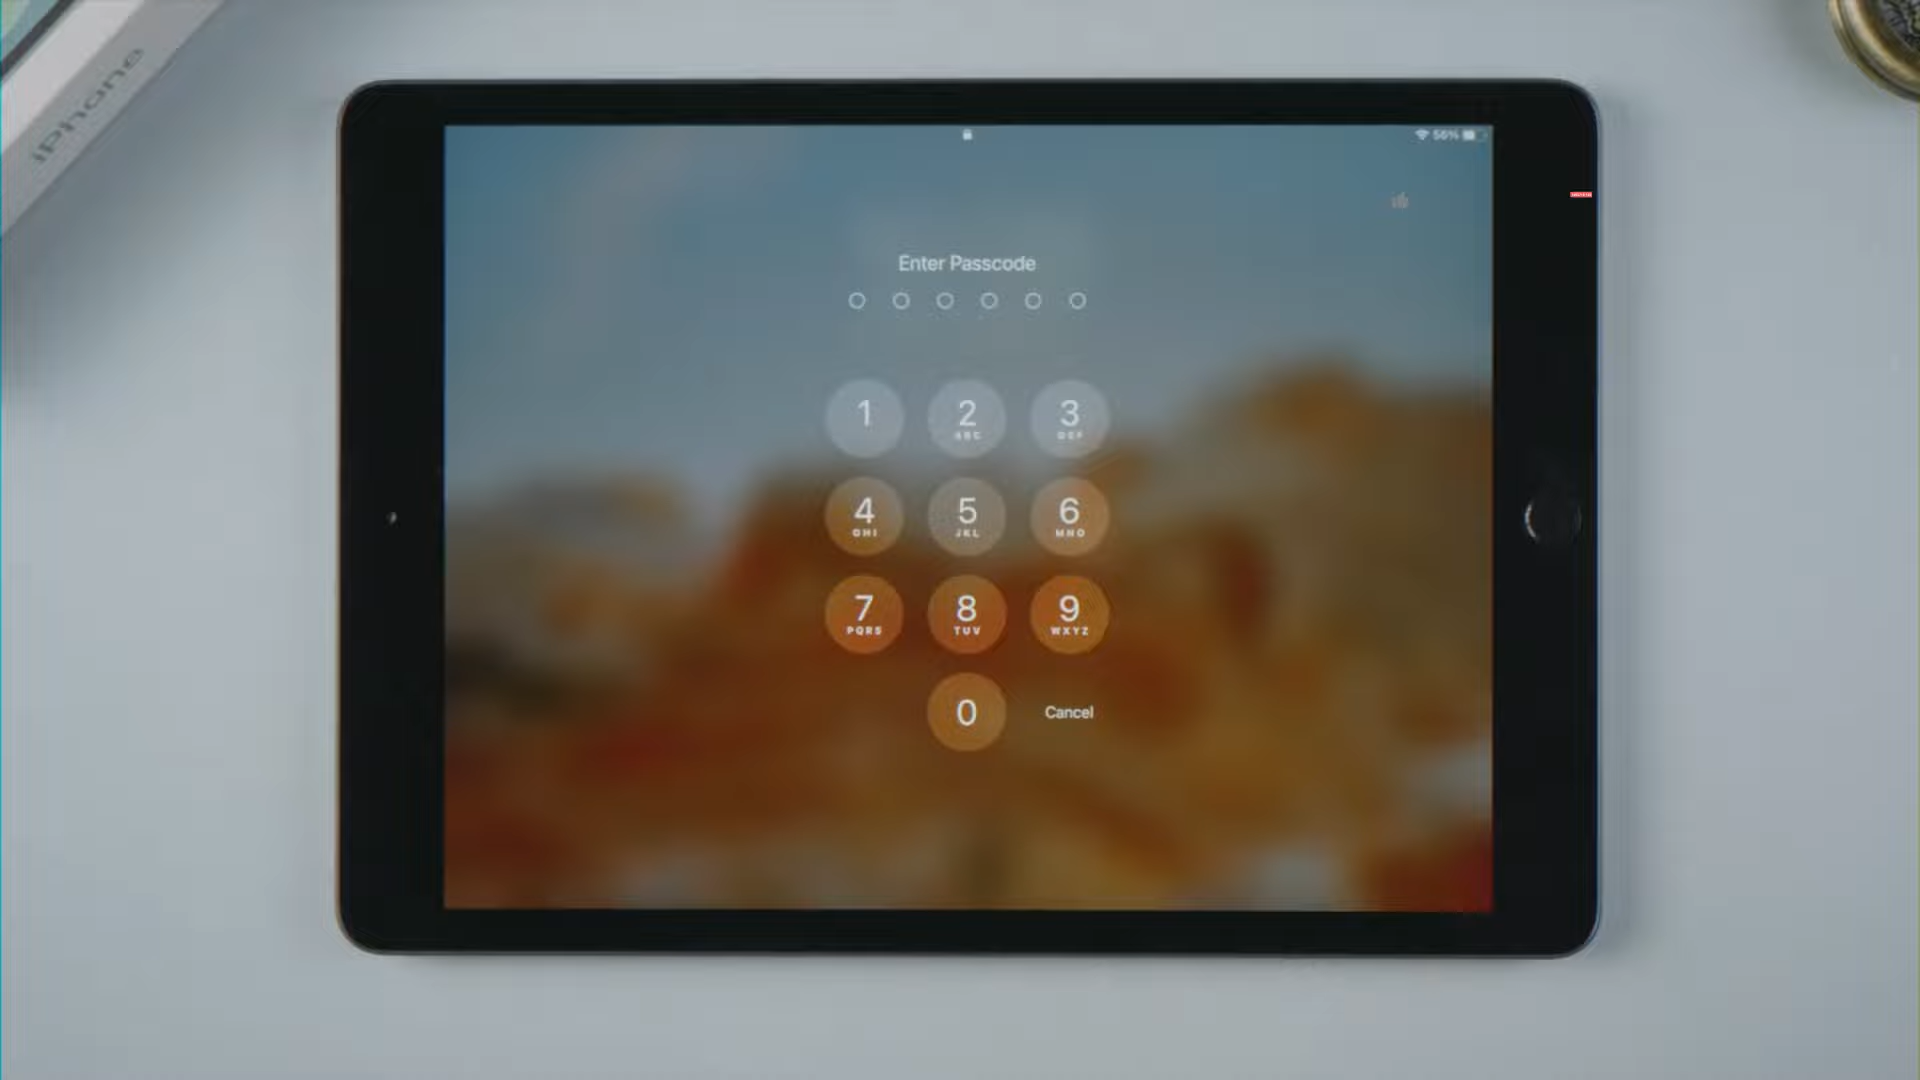 iPhone
56%
Enter Passcode
1 2 3
ABC DEF
4 5 6
GHI JKL MNO
7 8 9
PQRS TUV WXYZ
0 Cancel